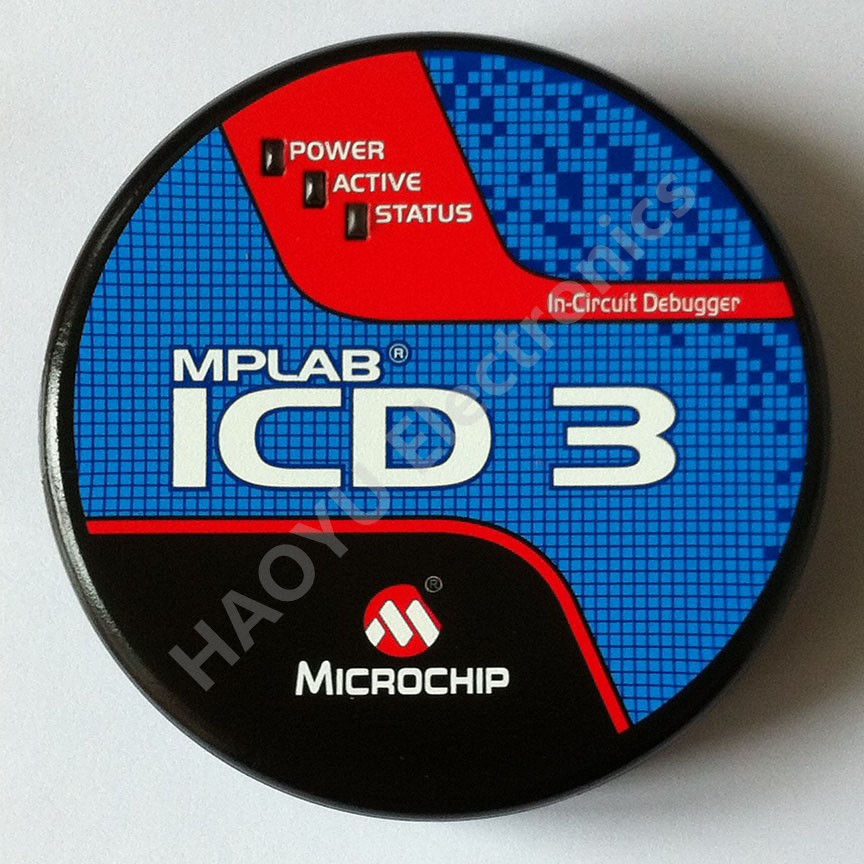 POWER
ACTIVE
STATUS
In-Circuit Debugger
MPLAB®
ICD 3
®
MICROCHIP
HAOYU Electronics